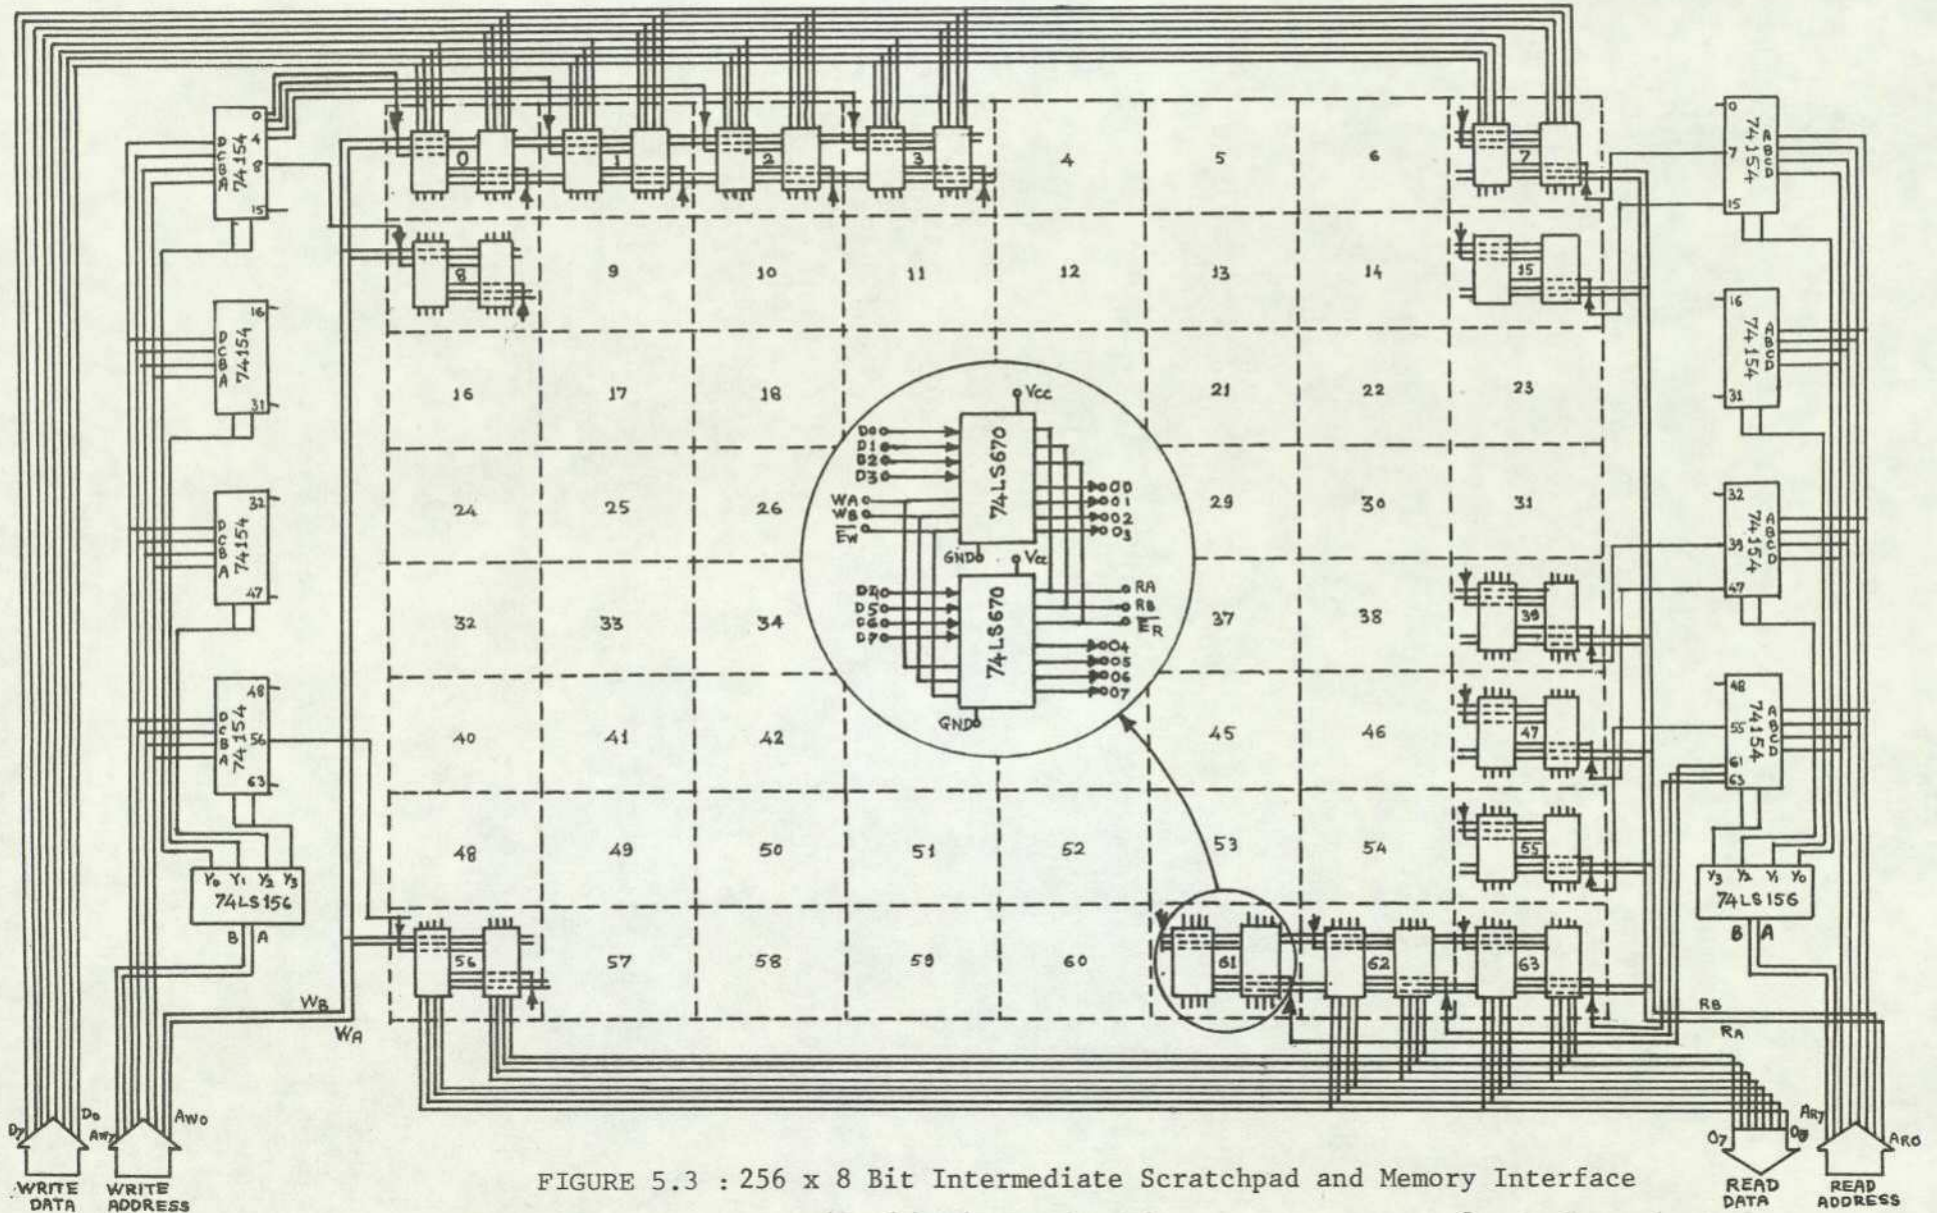 0
4
8
15
D
C
B
A
74154
16
31
D
C
B
A
74154
32
47
D
C
B
A
74154
48
56
63
D
C
B
A
74154
Y0 Y1 Y2 Y3
74LS156
B A
WB
WA
D7
D0
AW7
AW0
WRITE
DATA
WRITE
ADDRESS
0 1 2 3 4 5 6 7
8 9 10 11 12 13 14 15
16 17 18 21 22 23
24 25 26 29 30 31
32 33 34 37 38 39
40 41 42 45 46 47
48 49 50 51 52 53 54 55
56 57 58 59 60 61 62 63
Vcc
D0
D1
B2
D3
WA
WB
EW
74LS670
O0
O1
O2
O3
GND
Vcc
D4
D5
D6
D7
74LS670
RA
RB
ER
O4
O5
O6
O7
GND
0
7
15
74154
A
B
C
D
16
31
74154
A
B
C
D
32
39
47
74154
A
B
C
D
48
55
61
63
74154
A
B
C
D
Y3 Y2 Y1 Y0
74LS156
B A
RB
RA
O7
AR7
AR0
READ
DATA
READ
ADDRESS
FIGURE 5.3 : 256 x 8 Bit Intermediate Scratchpad and Memory Interface